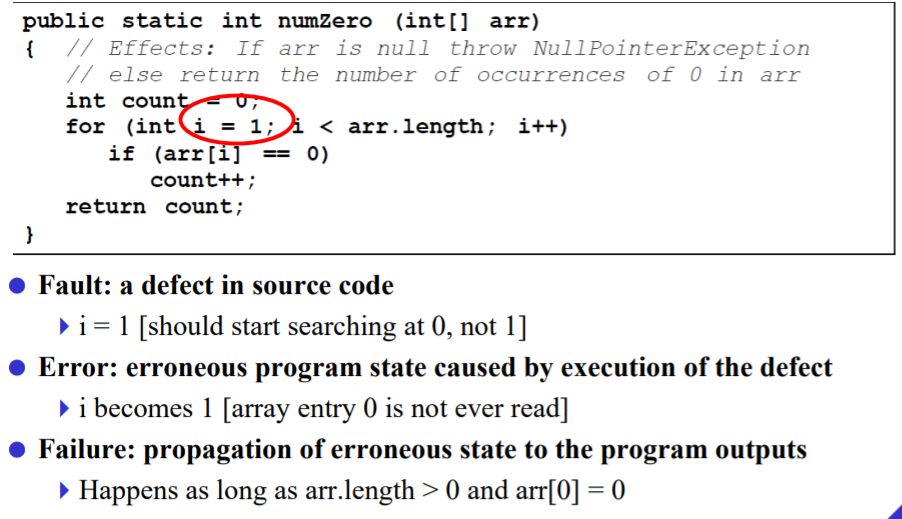 public static int numZero (int[] arr)
{ // Effects: If arr is null throw NullPointerException
// else return the number of occurrences of 0 in arr
int count = 0;
for (int i = 1; i < arr.length; i++)
if (arr[i] == 0)
count++;
return count;
}
Fault: a defect in source code
i = 1 [should start searching at 0, not 1]
Error: erroneous program state caused by execution of the defect
i becomes 1 [array entry 0 is not ever read]
Failure: propagation of erroneous state to the program outputs
Happens as long as arr.length > 0 and arr[0] = 0